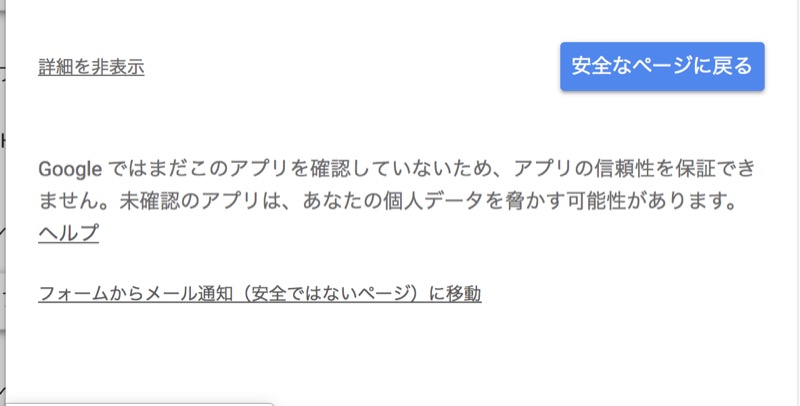 詳細を非表示
安全なページに戻る
Google ではまだこのアプリを確認していないため、アプリの信頼性を保証でき
ません。未確認のアプリは、あなたの個人データを脅かす可能性があります。
ヘルプ
フォームからメール通知（安全ではないページ）に移動